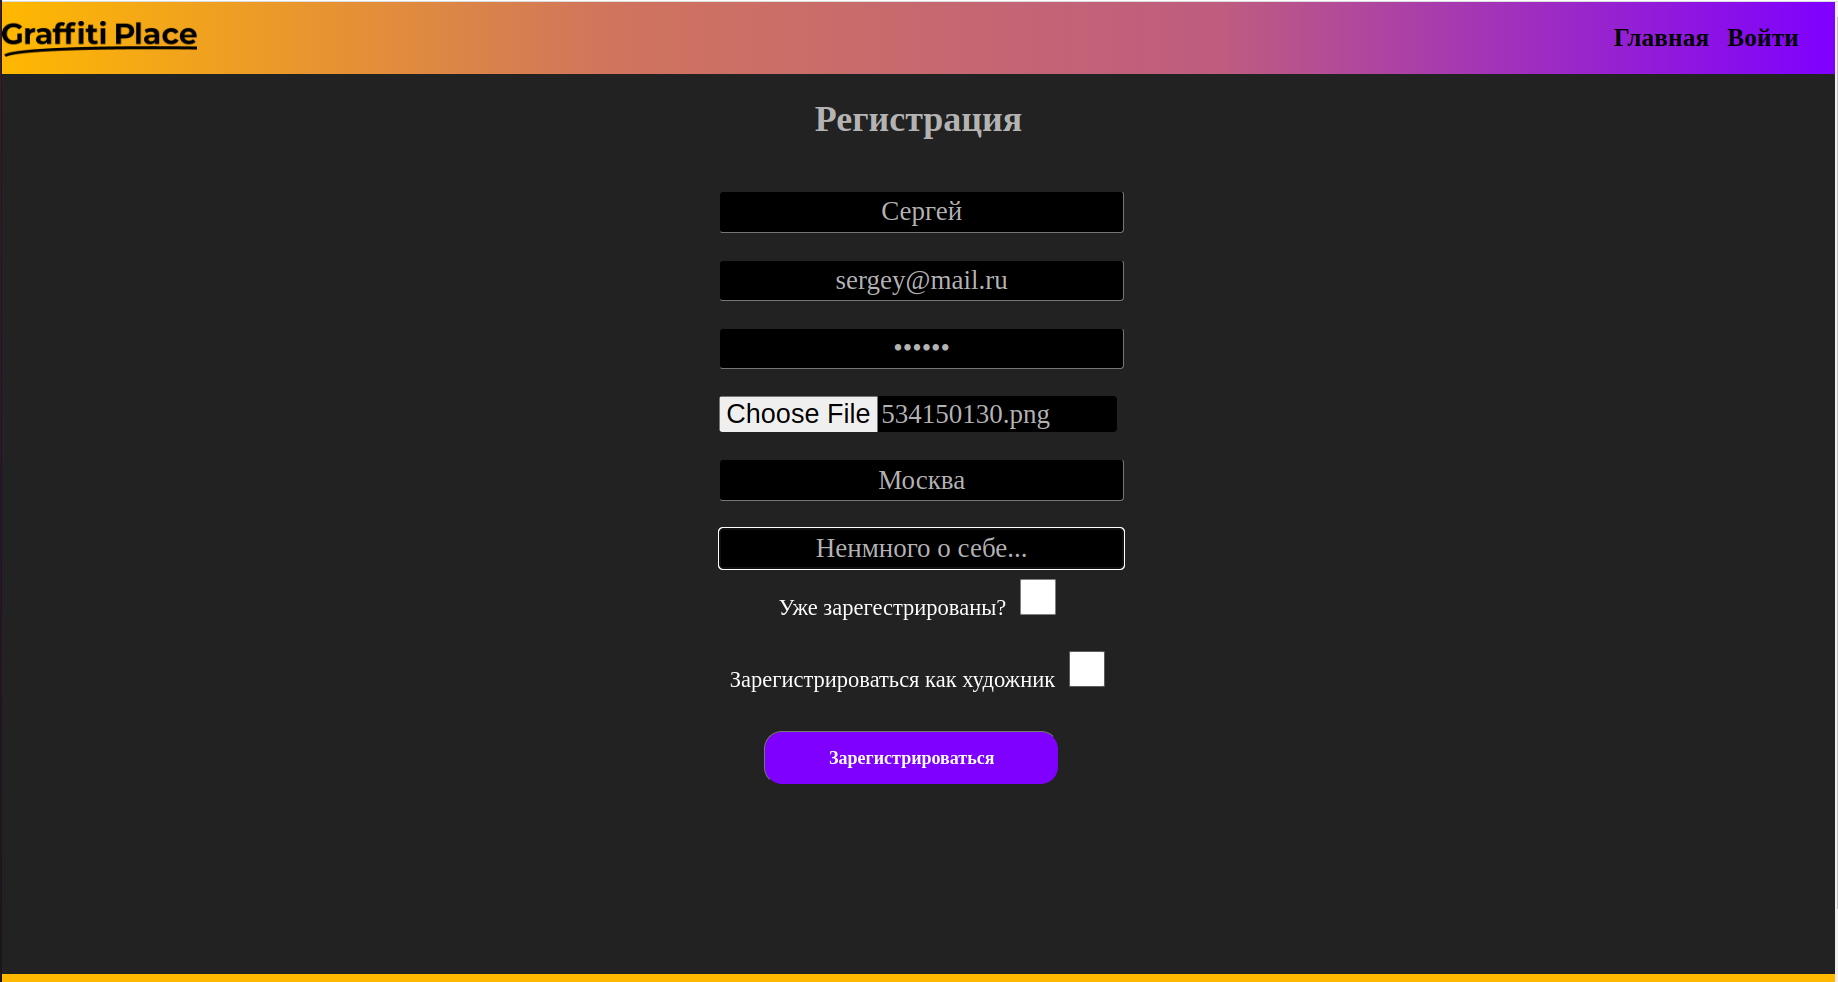 Graffiti Place
Главная Войти
Регистрация
Сергей
sergey@mail.ru
••••••
Choose File 534150130.png
Москва
Ненмного о себе...
Уже зарегестрированы?
Зарегистрироваться как художник
Зарегистрироваться